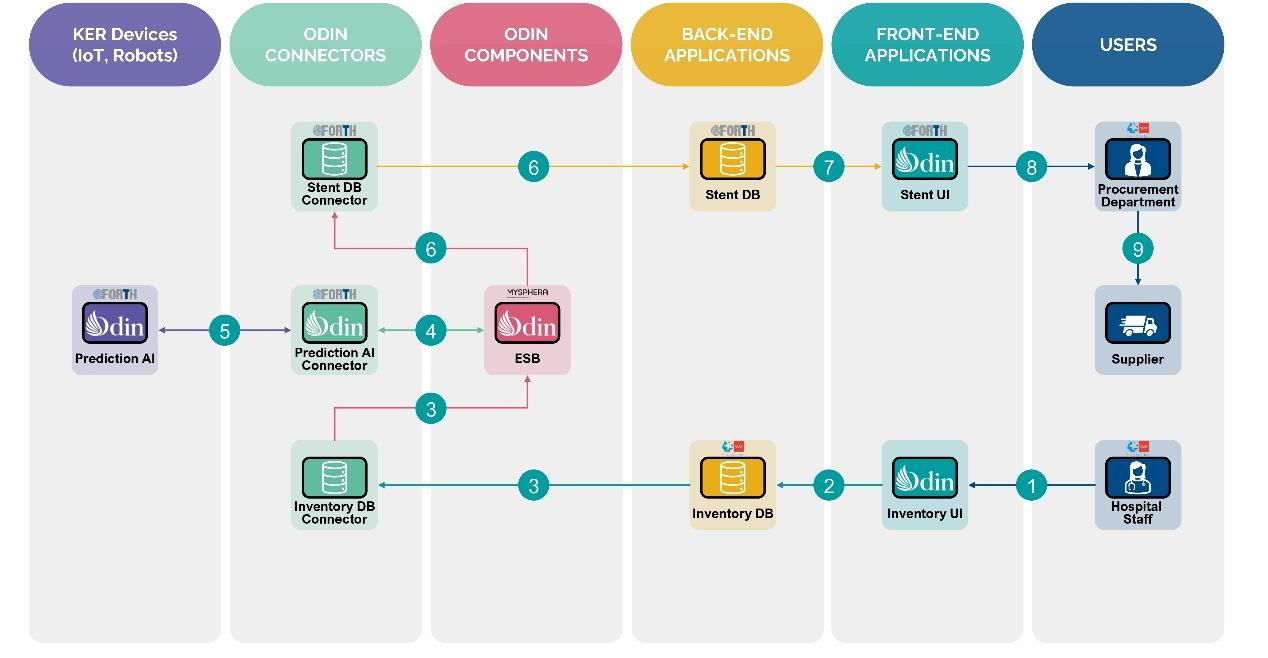 KER Devices
(IoT, Robots)
ODIN
CONNECTORS
ODIN
COMPONENTS
BACK-END
APPLICATIONS
FRONT-END
APPLICATIONS
USERS
FORTH
Stent DB
Connector
6
FORTH
Stent DB
7
FORTH
Odin
Stent UI
8
Procurement
Department
6
9
FORTH
Odin
Prediction AI
5
FORTH
Odin
Prediction AI
Connector
4
MYSPHERA
Odin
ESB
Supplier
3
Inventory DB
Connector
3
Inventory DB
2
Odin
Inventory UI
1
Hospital
Staff